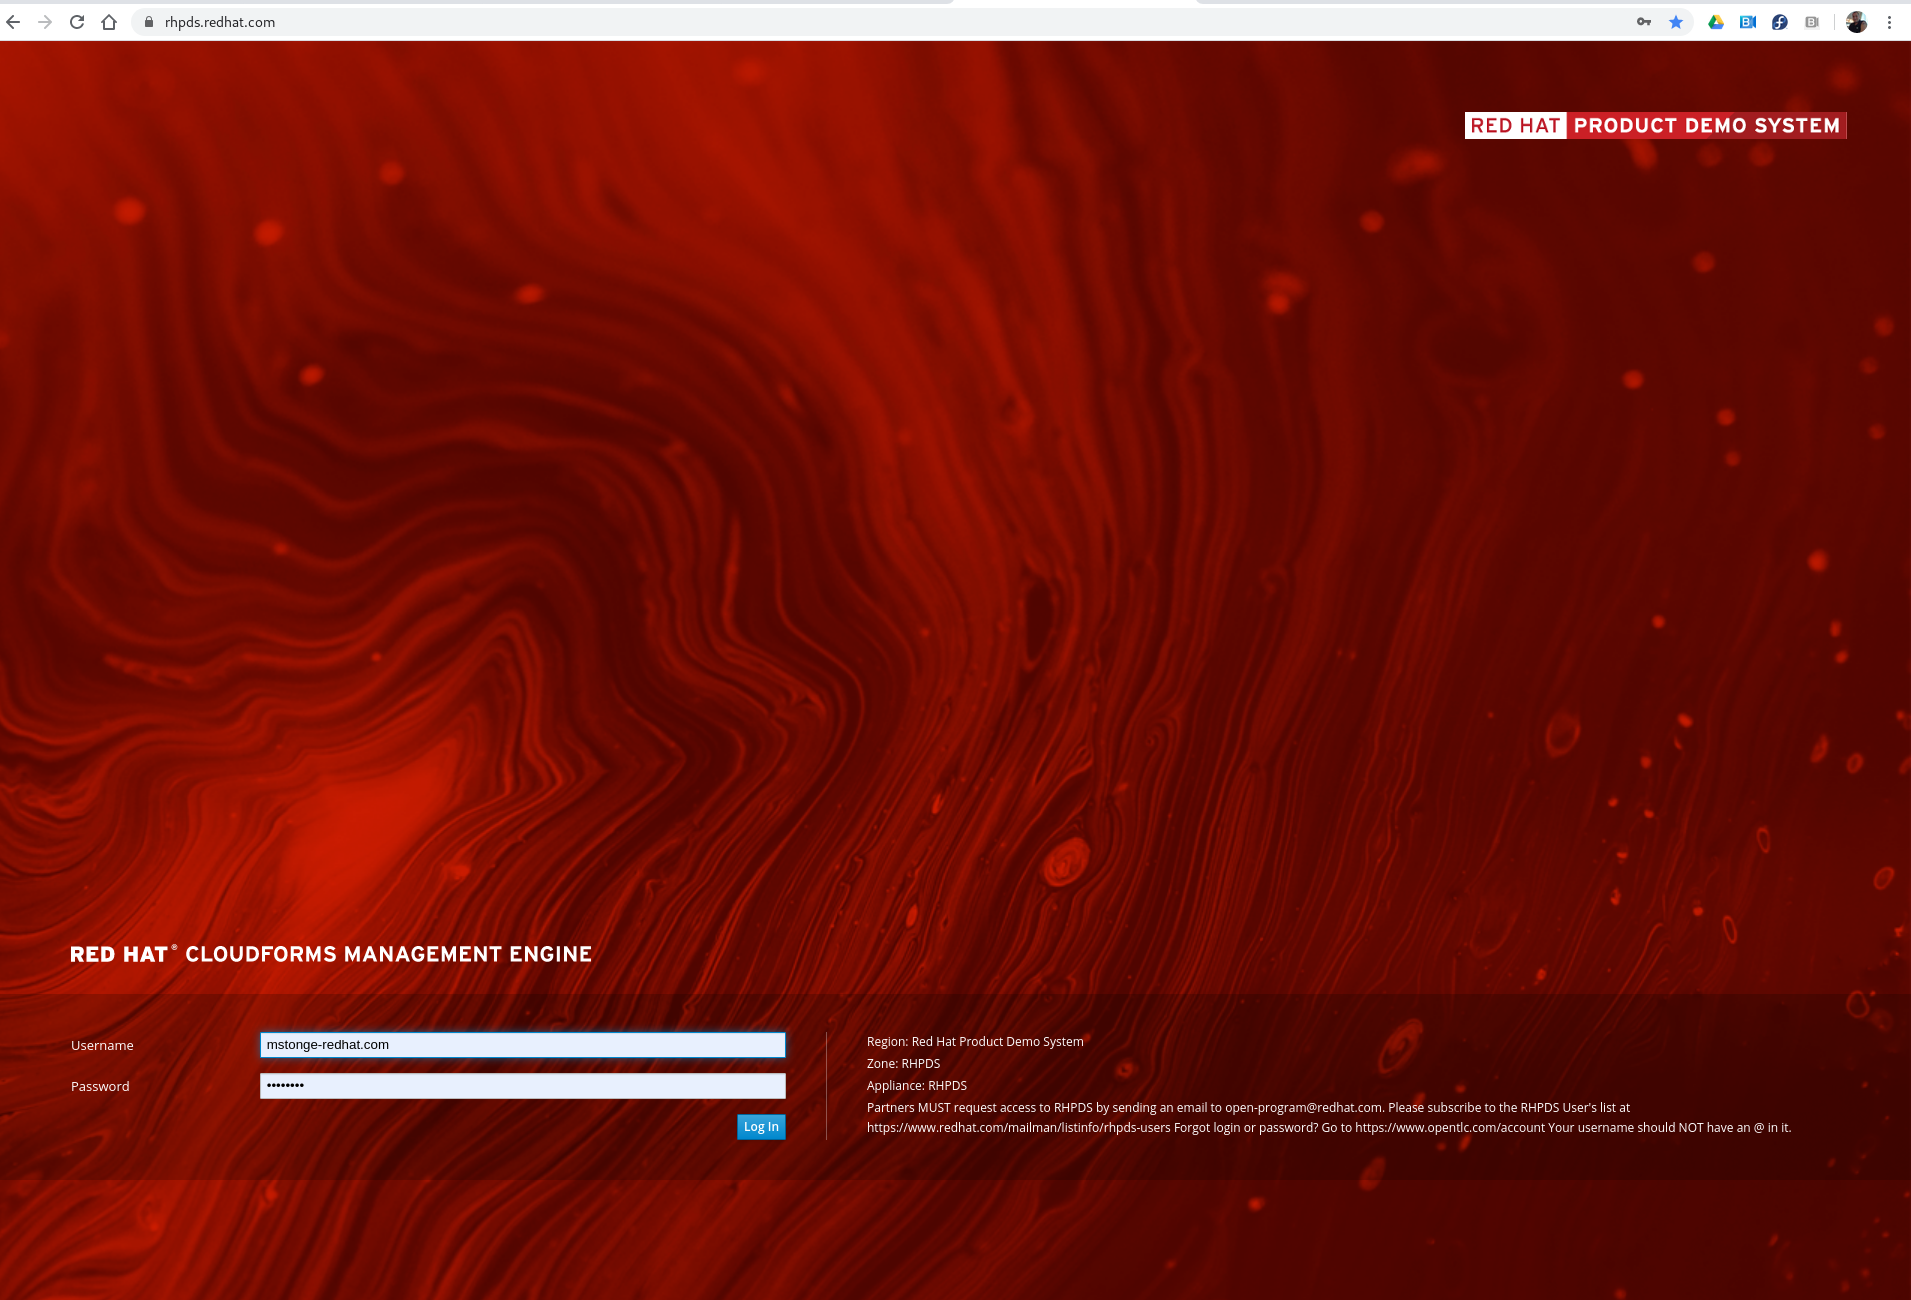 rhpds.redhat.com
RED HAT PRODUCT DEMO SYSTEM
RED HAT® CLOUDFORMS MANAGEMENT ENGINE
Username
mstonge-redhat.com
Password
••••••••
Log In
Region: Red Hat Product Demo System
Zone: RHPDS
Appliance: RHPDS
Partners MUST request access to RHPDS by sending an email to open-program@redhat.com. Please subscribe to the RHPDS User's list at
https://www.redhat.com/mailman/listinfo/rhpds-users Forgot login or password? Go to https://www.opentlc.com/account Your username should NOT have an @ in it.